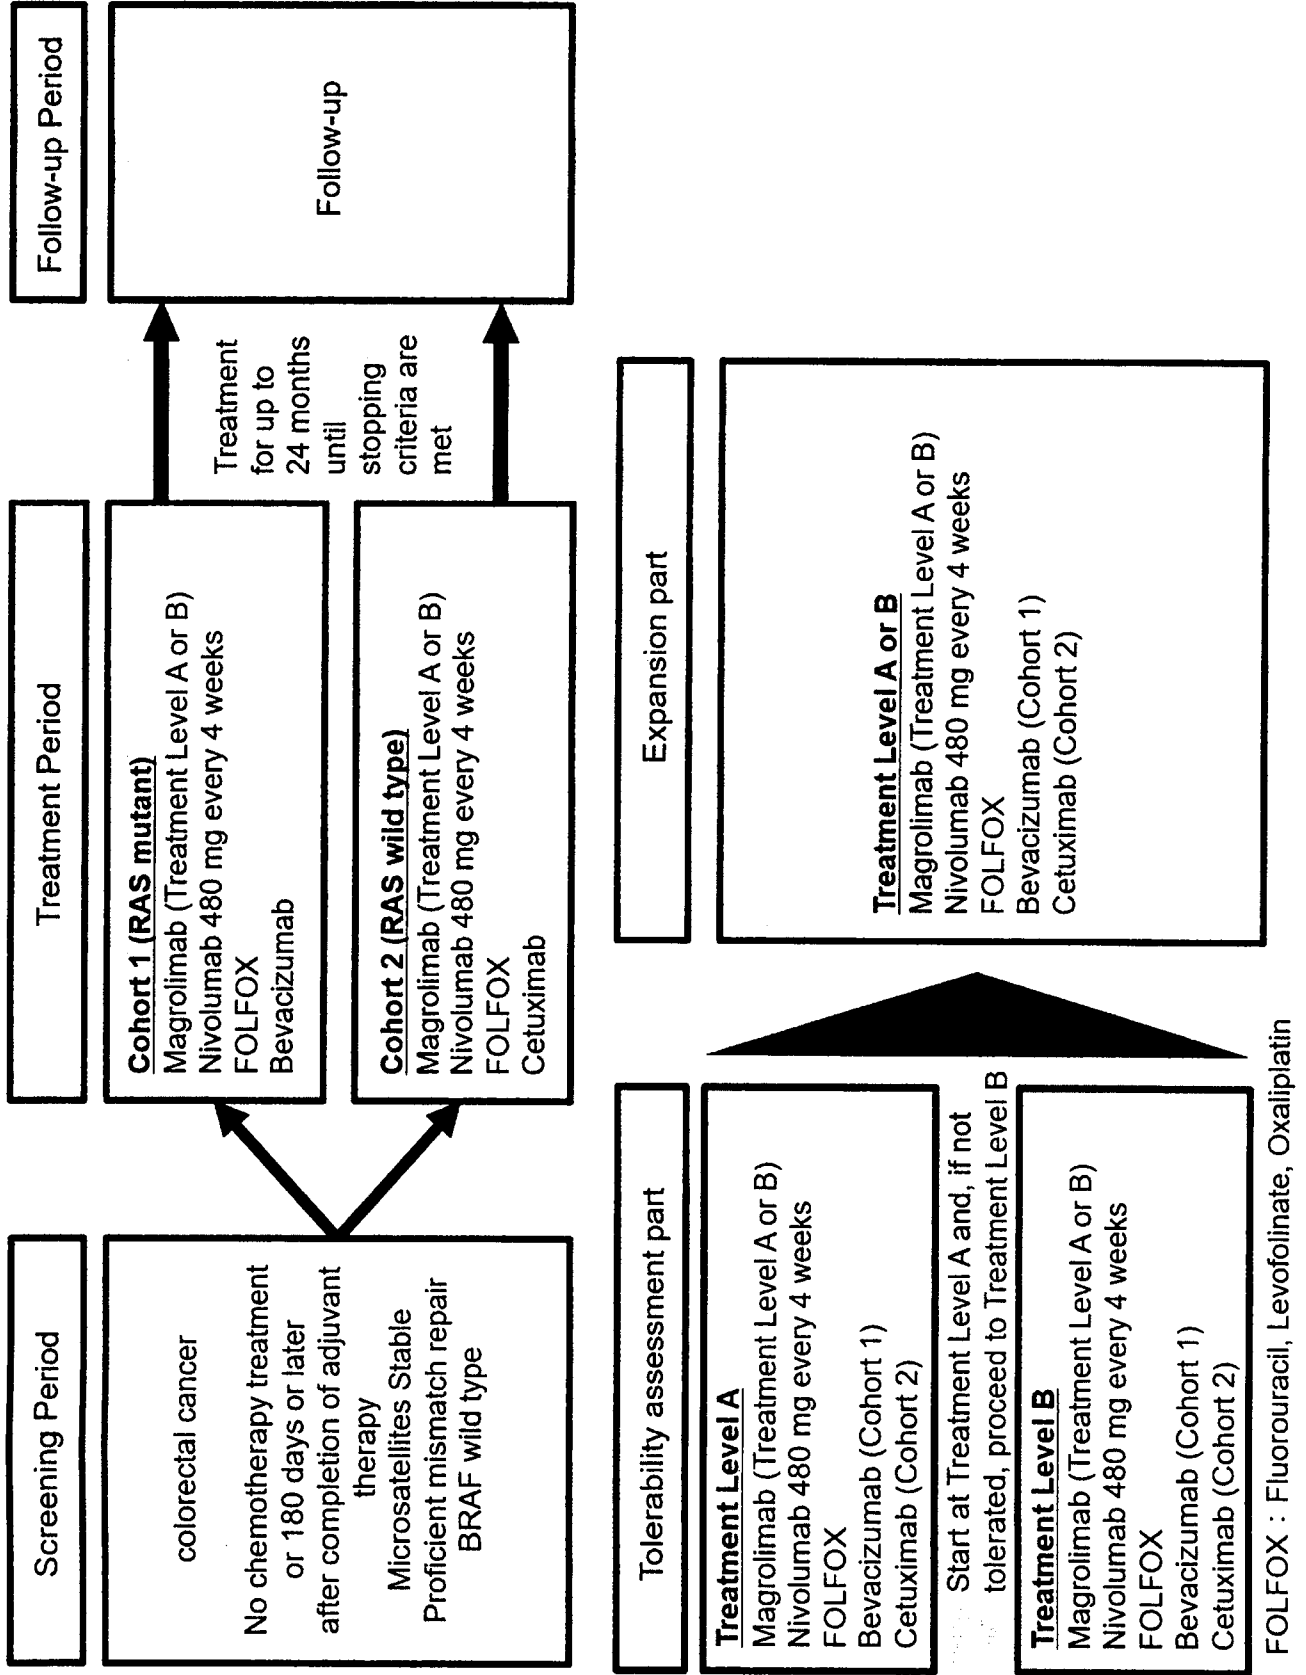 Screening Period
Treatment Period
Follow-up Period
colorectal cancer
No chemotherapy treatment
or 180 days or later
after completion of adjuvant
therapy
Microsatellites Stable
Proficient mismatch repair
BRAF wild type
Cohort 1 (RAS mutant)
Magrolimab (Treatment Level A or B)
Nivolumab 480 mg every 4 weeks
FOLFOX
Bevacizumab
Cohort 2 (RAS wild type)
Magrolimab (Treatment Level A or B)
Nivolumab 480 mg every 4 weeks
FOLFOX
Cetuximab
Treatment
for up to
24 months
until
stopping
criteria are
met
Follow-up
Tolerability assessment part
Expansion part
Treatment Level A
Magrolimab (Treatment Level A or B)
Nivolumab 480 mg every 4 weeks
FOLFOX
Bevacizumab (Cohort 1)
Cetuximab (Cohort 2)
Start at Treatment Level A and, if not
tolerated, proceed to Treatment Level B
Treatment Level B
Magrolimab (Treatment Level A or B)
Nivolumab 480 mg every 4 weeks
FOLFOX
Bevacizumab (Cohort 1)
Cetuximab (Cohort 2)
Treatment Level A or B
Magrolimab (Treatment Level A or B)
Nivolumab 480 mg every 4 weeks
FOLFOX
Bevacizumab (Cohort 1)
Cetuximab (Cohort 2)
FOLFOX : Fluorouracil, Levofolinate, Oxaliplatin